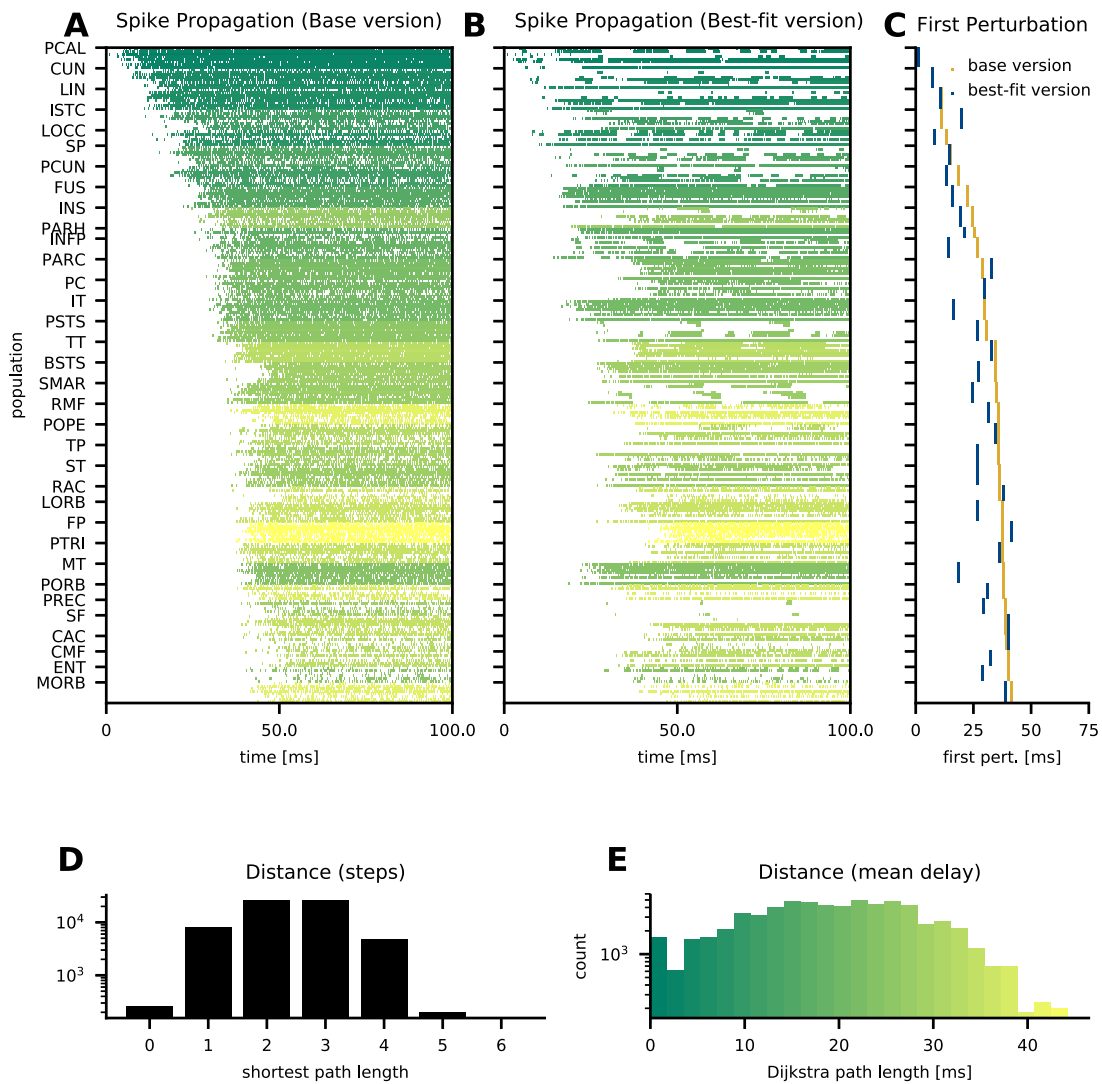 A Spike Propagation (Base version)
B Spike Propagation (Best-fit version)
C First Perturbation
population
PCAL
CUN
LIN
ISTC
LOCC
SP
PCUN
FUS
INS
PARH
INFP
PARC
PC
IT
PSTS
TT
BSTS
SMAR
RMF
POPE
TP
ST
RAC
LORB
FP
PTRI
MT
PORB
PREC
SF
CAC
CMF
ENT
MORB
base version
best-fit version
0 50.0 100.0
time [ms]
0 50.0 100.0
time [ms]
0 25 50 75
first pert. [ms]
D Distance (steps)
10⁴
10³
0 1 2 3 4 5 6
shortest path length
E Distance (mean delay)
count
10³
0 10 20 30 40
Dijkstra path length [ms]